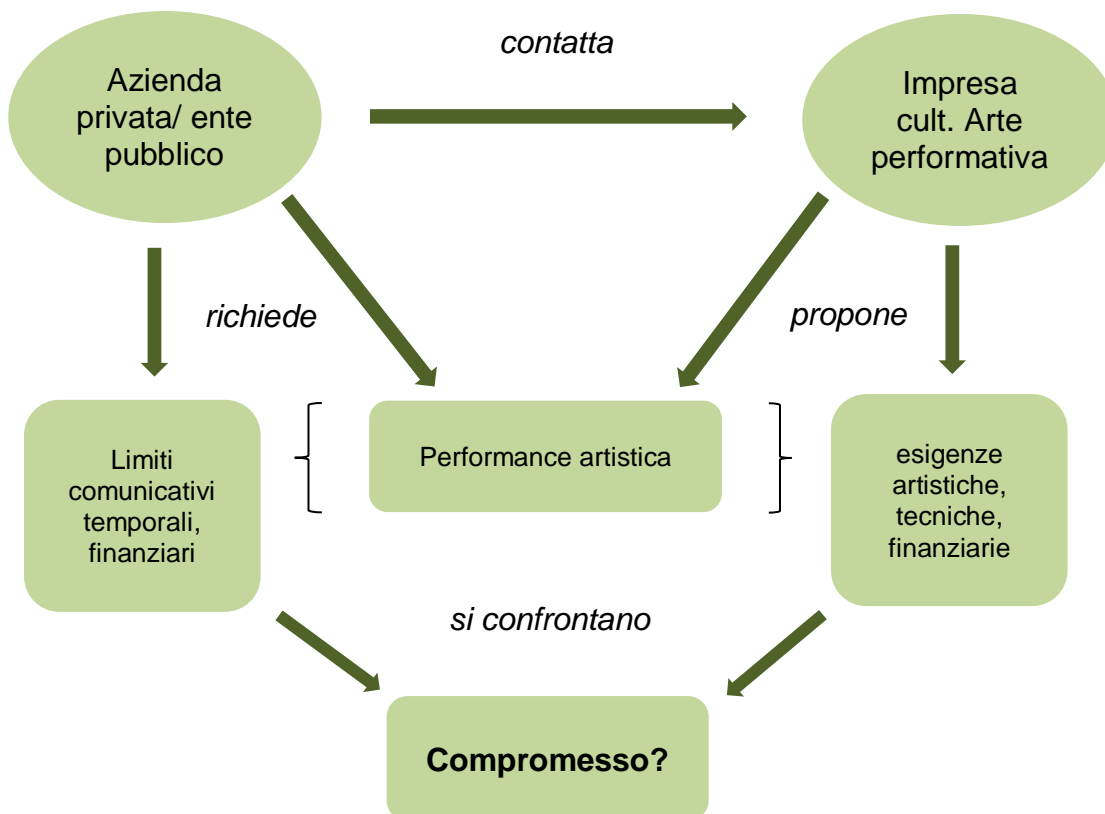 contatta
Azienda
privata/ ente
pubblico
Impresa
cult. Arte
performativa
richiede
propone
Limiti
comunicativi
temporali,
finanziari
Performance artistica
esigenze
artistiche,
tecniche,
finanziarie
si confrontano
Compromesso?